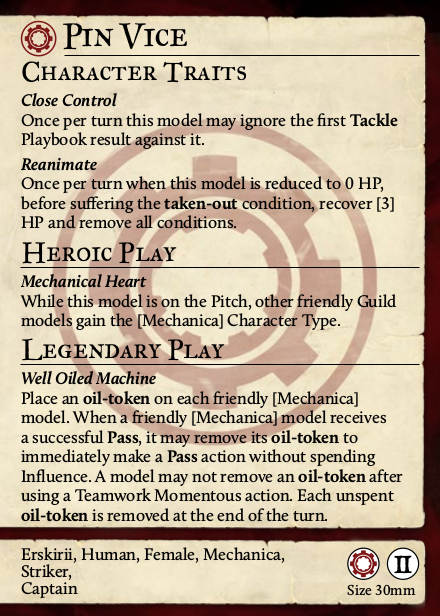 Pin Vice
Character Traits
Close Control
Once per turn this model may ignore the first Tackle
Playbook result against it.
Reanimate
Once per turn when this model is reduced to 0 HP,
before suffering the taken-out condition, recover [3]
HP and remove all conditions.
Heroic Play
Mechanical Heart
While this model is on the Pitch, other friendly Guild
models gain the [Mechanica] Character Type.
Legendary Play
Well Oiled Machine
Place an oil-token on each friendly [Mechanica]
model. When a friendly [Mechanica] model receives
a successful Pass, it may remove its oil-token to
immediately make a Pass action without spending
Influence. A model may not remove an oil-token after
using a Teamwork Momentous action. Each unspent
oil-token is removed at the end of the turn.
Erskirii, Human, Female, Mechanica,
Striker,
Captain
II
Size 30mm